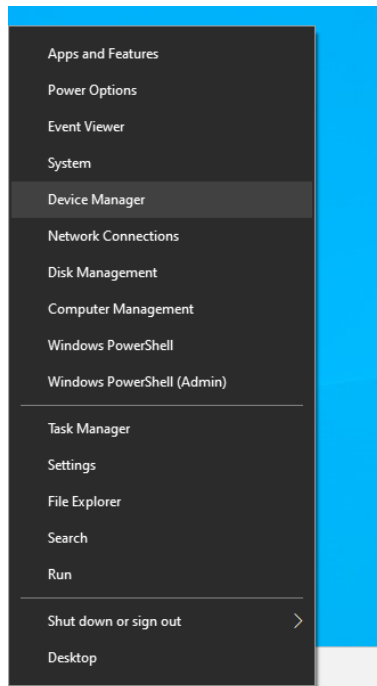 Apps and Features
Power Options
Event Viewer
System
Device Manager
Network Connections
Disk Management
Computer Management
Windows PowerShell
Windows PowerShell (Admin)
Task Manager
Settings
File Explorer
Search
Run
Shut down or sign out
Desktop